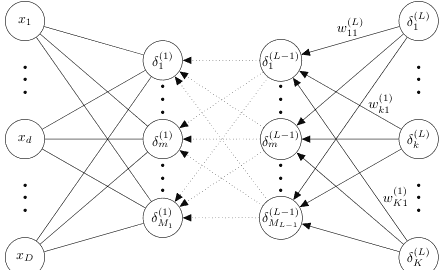 x_1
x_d
x_D
δ_1^{(1)}
δ_m^{(1)}
δ_{M_1}^{(1)}
δ_1^{(L-1)}
δ_m^{(L-1)}
δ_{M_{L-1}}^{(L-1)}
w_{11}^{(L)}
w_{k1}^{(1)}
w_{K1}^{(1)}
δ_1^{(L)}
δ_k^{(L)}
δ_K^{(L)}